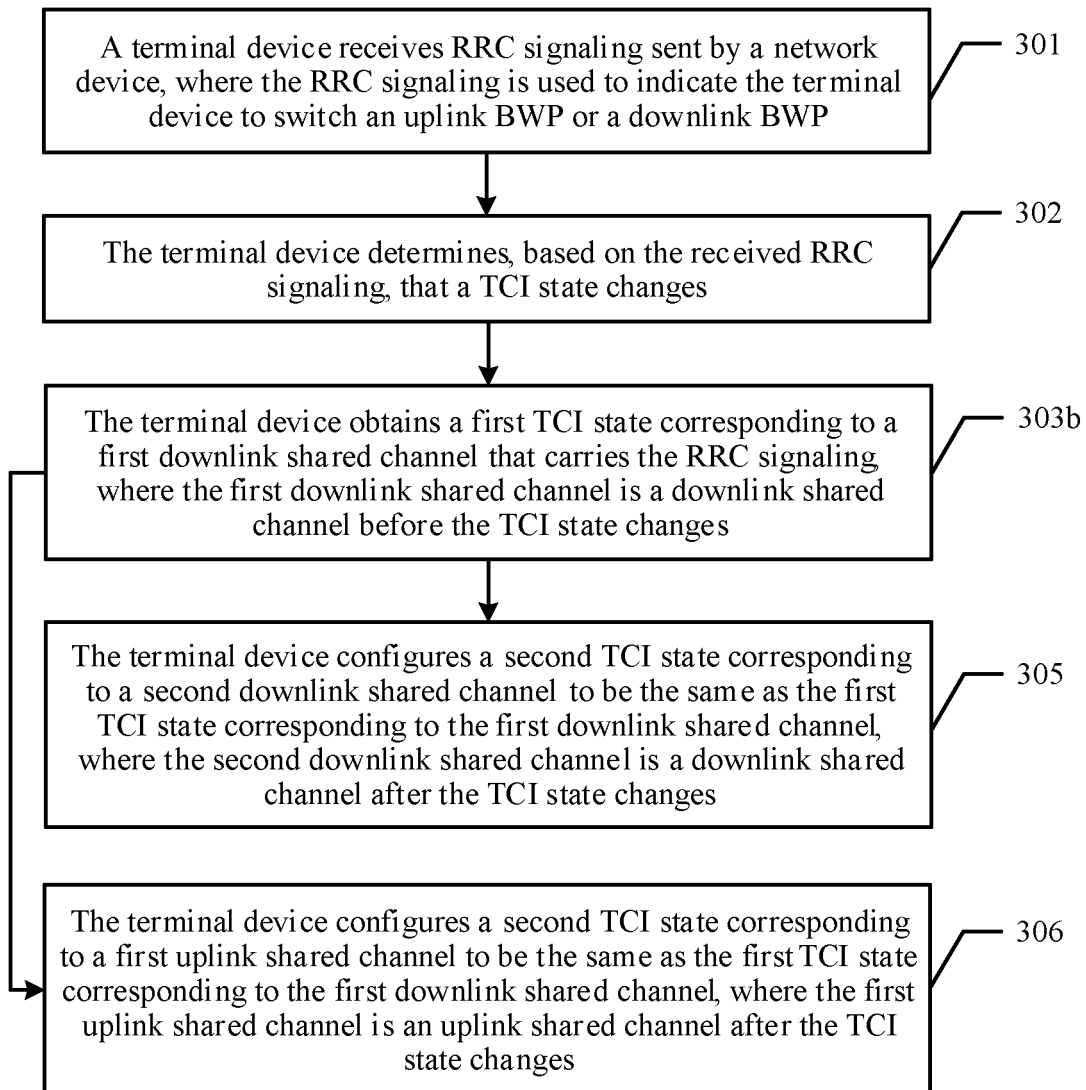 A terminal device receives RRC signaling sent by a network
device, where the RRC signaling is used to indicate the terminal
device to switch an uplink BWP or a downlink BWP
301
The terminal device determines, based on the received RRC
signaling, that a TCI state changes
302
The terminal device obtains a first TCI state corresponding to a
first downlink shared channel that carries the RRC signaling,
where the first downlink shared channel is a downlink shared
channel before the TCI state changes
303b
The terminal device configures a second TCI state corresponding
to a second downlink shared channel to be the same as the first
TCI state corresponding to the first downlink shared channel,
where the second downlink shared channel is a downlink shared
channel after the TCI state changes
305
The terminal device configures a second TCI state corresponding
to a first uplink shared channel to be the same as the first TCI state
corresponding to the first downlink shared channel, where the first
uplink shared channel is an uplink shared channel after the TCI
state changes
306